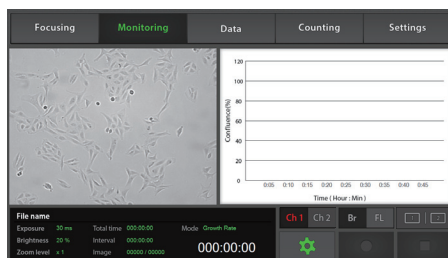 Focusing Monitoring Data Counting Settings
120
100
80
60
40
20
0
Confluence(%)
0:05 0:10 0:15 0:20 0:25 0:30 0:35 0:40 0:45
Time ( Hour : Min )
File name
Exposure 30 ms Total time 000:00:00 Mode Growth Rate
Brightness 20 % Interval 000:00:00
Zoom level x 1 Image 00000 / 00000 000:00:00
Ch 1 Ch 2 Br FL 1 2